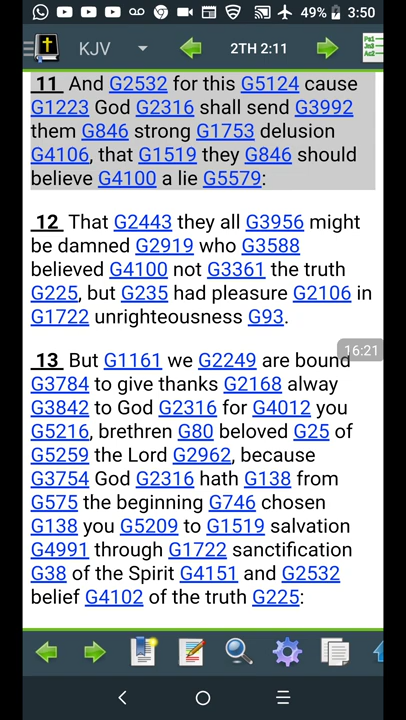 49% 3:50
KJV 2TH 2:11
Ps1
Jn3
Ac2
11 And G2532 for this G5124 cause
G1223 God G2316 shall send G3992
them G846 strong G1753 delusion
G4106, that G1519 they G846 should
believe G4100 a lie G5579:
12 That G2443 they all G3956 might
be damned G2919 who G3588
believed G4100 not G3361 the truth
G225, but G235 had pleasure G2106 in
G1722 unrighteousness G93.
16:21
13 But G1161 we G2249 are bound
G3784 to give thanks G2168 alway
G3842 to God G2316 for G4012 you
G5216, brethren G80 beloved G25 of
G5259 the Lord G2962, because
G3754 God G2316 hath G138 from
G575 the beginning G746 chosen
G138 you G5209 to G1519 salvation
G4991 through G1722 sanctification
G38 of the Spirit G4151 and G2532
belief G4102 of the truth G225: